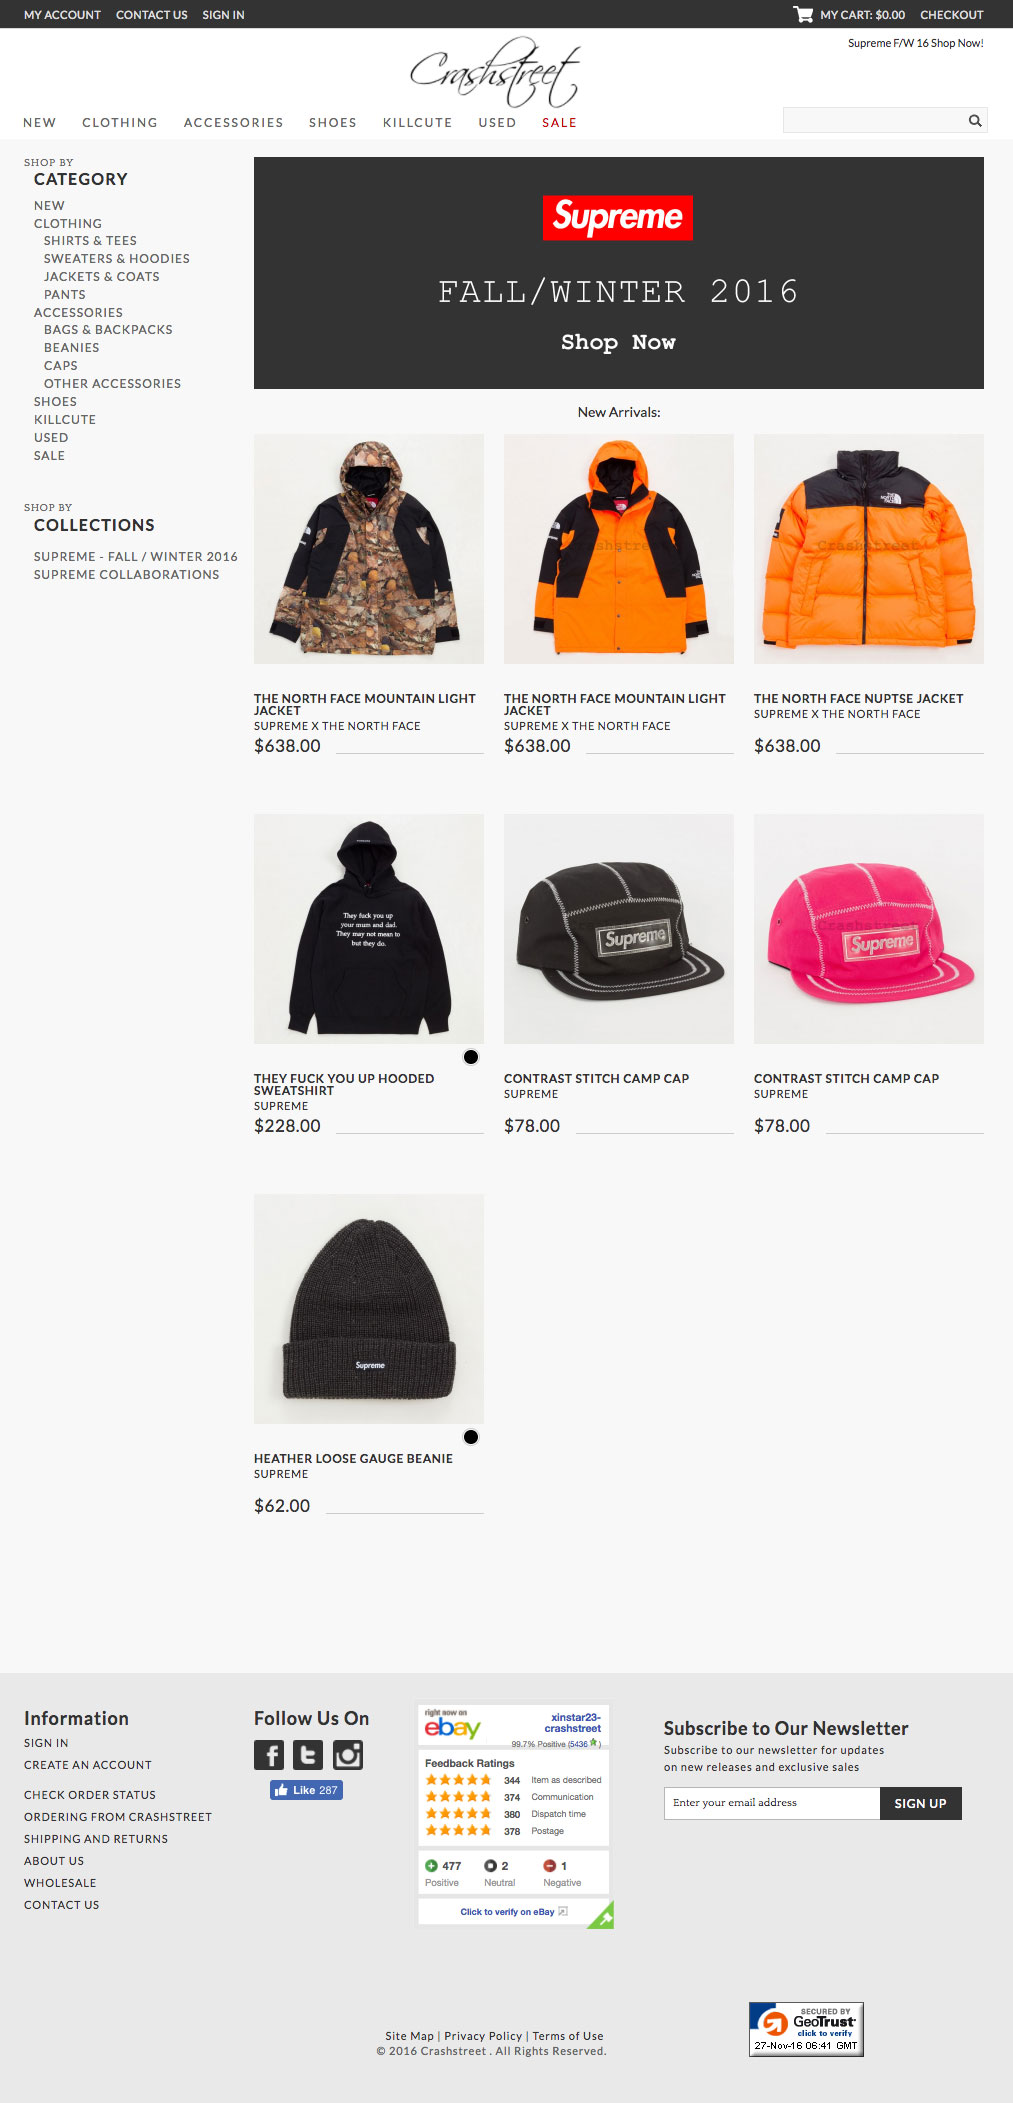 MY ACCOUNT CONTACT US SIGN IN
MY CART: $0.00 CHECKOUT
Supreme F/W 16 Shop Now!
Crashstreet
NEW CLOTHING ACCESSORIES SHOES KILLCUTE USED SALE
SHOP BY
CATEGORY
NEW
CLOTHING
SHIRTS & TEES
SWEATERS & HOODIES
JACKETS & COATS
PANTS
ACCESSORIES
BAGS & BACKPACKS
BEANIES
CAPS
OTHER ACCESSORIES
SHOES
KILLCUTE
USED
SALE
SHOP BY
COLLECTIONS
SUPREME - FALL / WINTER 2016
SUPREME COLLABORATIONS
Supreme
FALL/WINTER 2016
Shop Now
New Arrivals:
Crashstreet
Crashstreet
THE NORTH FACE
THE NORTH FACE MOUNTAIN LIGHT
JACKET
SUPREME X THE NORTH FACE
$638.00
THE NORTH FACE MOUNTAIN LIGHT
JACKET
SUPREME X THE NORTH FACE
$638.00
THE NORTH FACE NUPTSE JACKET
SUPREME X THE NORTH FACE
$638.00
They fuck you up
your mum and dad.
They may not mean to
but they do.
Supreme
Crashstreet
Supreme
THEY FUCK YOU UP HOODED
SWEATSHIRT
SUPREME
$228.00
CONTRAST STITCH CAMP CAP
SUPREME
$78.00
CONTRAST STITCH CAMP CAP
SUPREME
$78.00
Supreme
HEATHER LOOSE GAUGE BEANIE
SUPREME
$62.00
Information
SIGN IN
CREATE AN ACCOUNT
CHECK ORDER STATUS
ORDERING FROM CRASHSTREET
SHIPPING AND RETURNS
ABOUT US
WHOLESALE
CONTACT US
Follow Us On
Like 287
right now on
ebay
xinstar23-
crashstreet
99.7% Positive (5436 )
Feedback Ratings
344 Item as described
374 Communication
380 Dispatch time
378 Postage
477 2 1
Positive Neutral Negative
Click to verify on eBay
Subscribe to Our Newsletter
Subscribe to our newsletter for updates
on new releases and exclusive sales
Enter your email address SIGN UP
SECURED BY
GeoTrust
click to verify
27-Nov-16 06:41 GMT
Site Map | Privacy Policy | Terms of Use
© 2016 Crashstreet . All Rights Reserved.